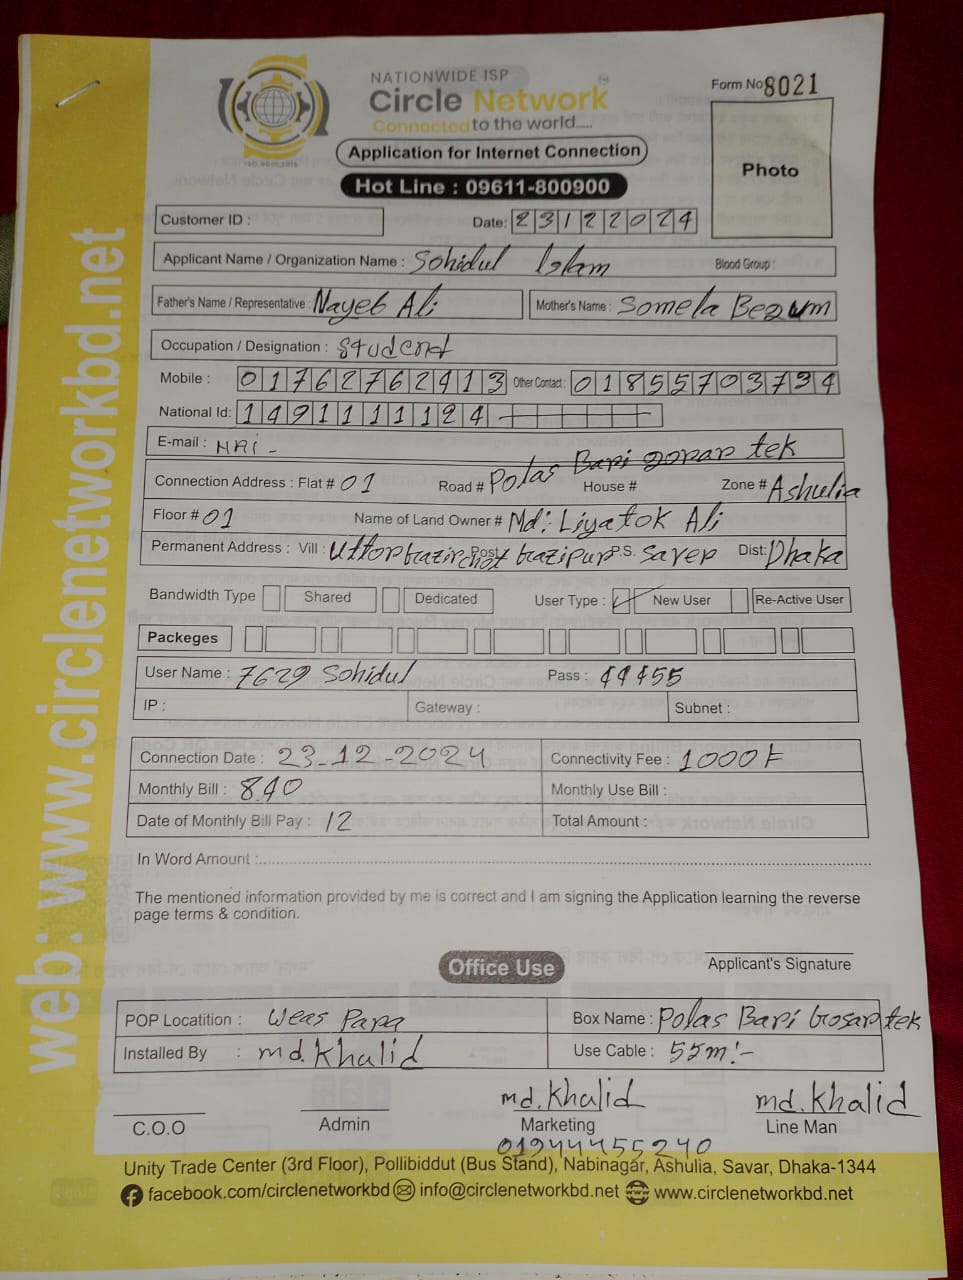 NATIONWIDE ISP
Circle Network
Connected to the world.....
ISO 9001:2015
Form No 8021
Photo
Application for Internet Connection
Hot Line : 09611-800900
Customer ID :
Date: 23122024
Applicant Name / Organization Name : Sohidul Islam Blood Group :
Father's Name / Representative : Nayeb Ali Mother's Name : Somela Begum
Occupation / Designation : Student
Mobile : 01762762413 Other Contact : 01855703734
National Id: 1491111124
E-mail : NAi -
Connection Address : Flat # 01 Road # Polas Bari gorar tek House # Zone # Ashulia
Floor # 01 Name of Land Owner # Md:- Liyatok Ali
Permanent Address : Vill : Post P.S. Saver Dist: Dhaka
Bandwidth Type Shared Dedicated User Type : New User Re-Active User
Packeges
User Name : 7629 Sohidul Pass : 44455
IP : Gateway : Subnet :
Connection Date : 23-12-2024 Connectivity Fee : 1000
Monthly Bill : 840 Monthly Use Bill :
Date of Monthly Bill Pay : 12 Total Amount :
In Word Amount :
The mentioned information provided by me is correct and I am signing the Application learning the reverse
page terms & condition.
Applicant's Signature
Office Use
POP Locatition : Weas Para Box Name : Polas Bari Gosar tek
Installed By : md. Khalid Use Cable : 55m:-
md. Khalid md. Khalid
C.O.O Admin Marketing Line Man
01944455240
Unity Trade Center (3rd Floor), Pollibiddut (Bus Stand), Nabinagar, Ashulia, Savar, Dhaka-1344
facebook.com/circlenetworkbd info@circlenetworkbd.net www.circlenetworkbd.net
web: www.circlenetworkbd.net